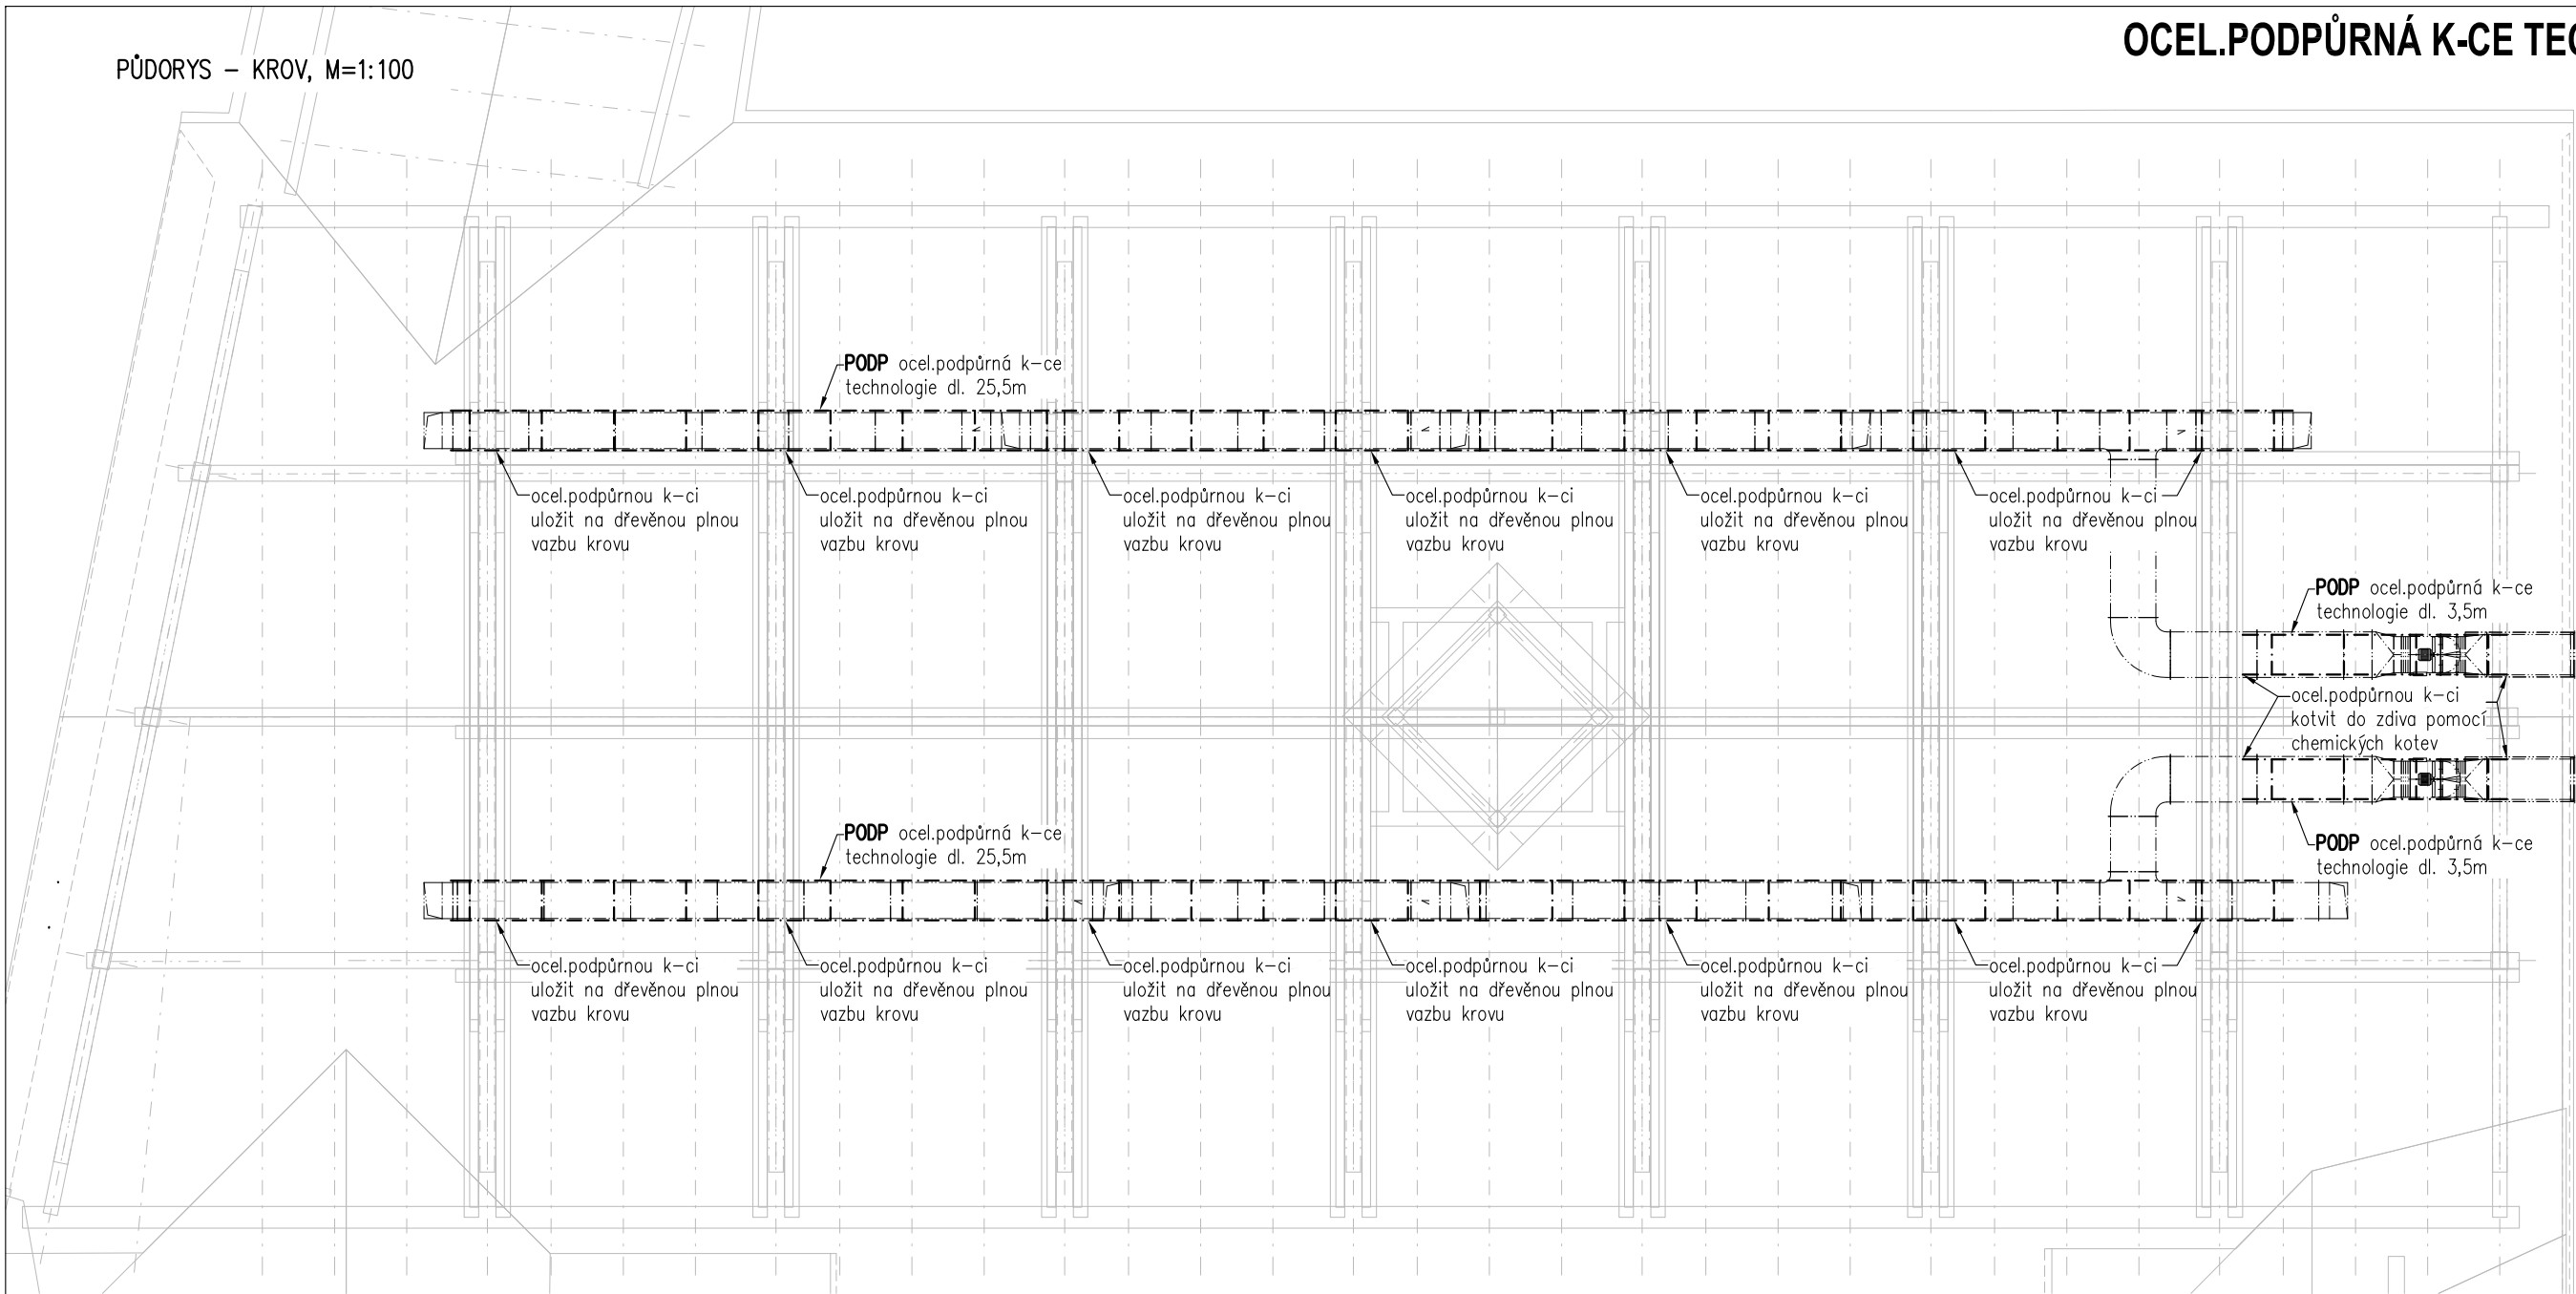 OCEL.PODPŮRNÁ K-CE TEC
PŮDORYS – KROV, M=1:100
PODP ocel.podpůrná k-ce
technologie dl. 25,5m
ocel.podpůrnou k-ci
uložit na dřevěnou plnou
vazbu krovu
ocel.podpůrnou k-ci
uložit na dřevěnou plnou
vazbu krovu
ocel.podpůrnou k-ci
uložit na dřevěnou plnou
vazbu krovu
ocel.podpůrnou k-ci
uložit na dřevěnou plnou
vazbu krovu
ocel.podpůrnou k-ci
uložit na dřevěnou plnou
vazbu krovu
ocel.podpůrnou k-ci
uložit na dřevěnou plnou
vazbu krovu
PODP ocel.podpůrná k-ce
technologie dl. 3,5m
ocel.podpůrnou k-ci
kotvit do zdiva pomocí
chemických kotev
PODP ocel.podpůrná k-ce
technologie dl. 25,5m
PODP ocel.podpůrná k-ce
technologie dl. 3,5m
ocel.podpůrnou k-ci
uložit na dřevěnou plnou
vazbu krovu
ocel.podpůrnou k-ci
uložit na dřevěnou plnou
vazbu krovu
ocel.podpůrnou k-ci
uložit na dřevěnou plnou
vazbu krovu
ocel.podpůrnou k-ci
uložit na dřevěnou plnou
vazbu krovu
ocel.podpůrnou k-ci
uložit na dřevěnou plnou
vazbu krovu
ocel.podpůrnou k-ci
uložit na dřevěnou plnou
vazbu krovu